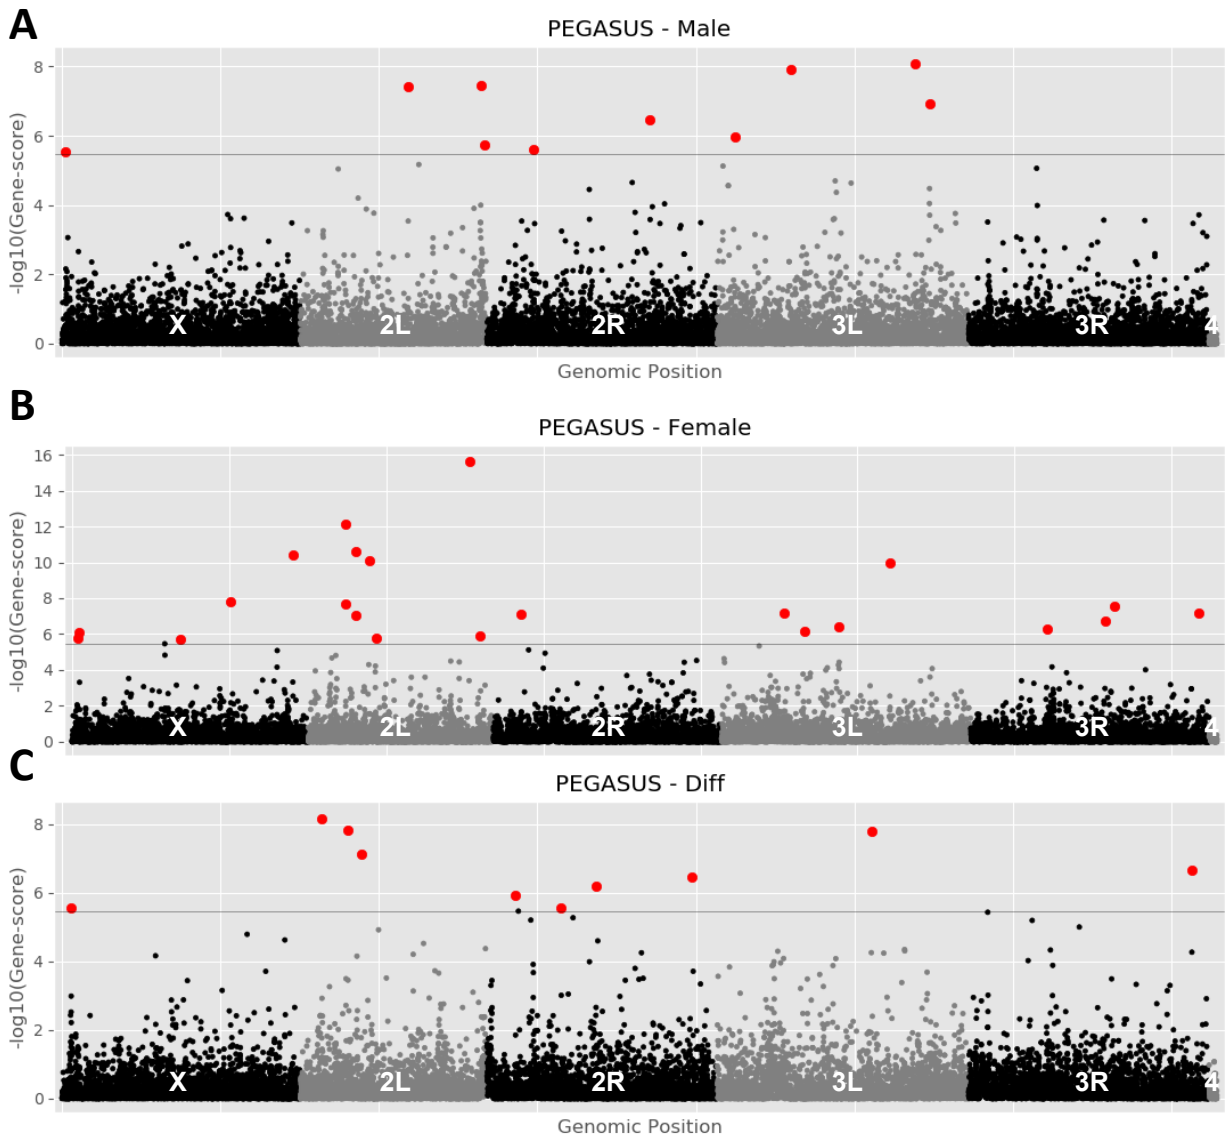 A
PEGASUS - Male
-log10(Gene-score)
8
6
4
2
0
X 2L 2R 3L 3R 4
Genomic Position
B
PEGASUS - Female
-log10(Gene-score)
16
14
12
10
8
6
4
2
0
X 2L 2R 3L 3R 4
C
PEGASUS - Diff
-log10(Gene-score)
8
6
4
2
0
X 2L 2R 3L 3R 4
Genomic Position